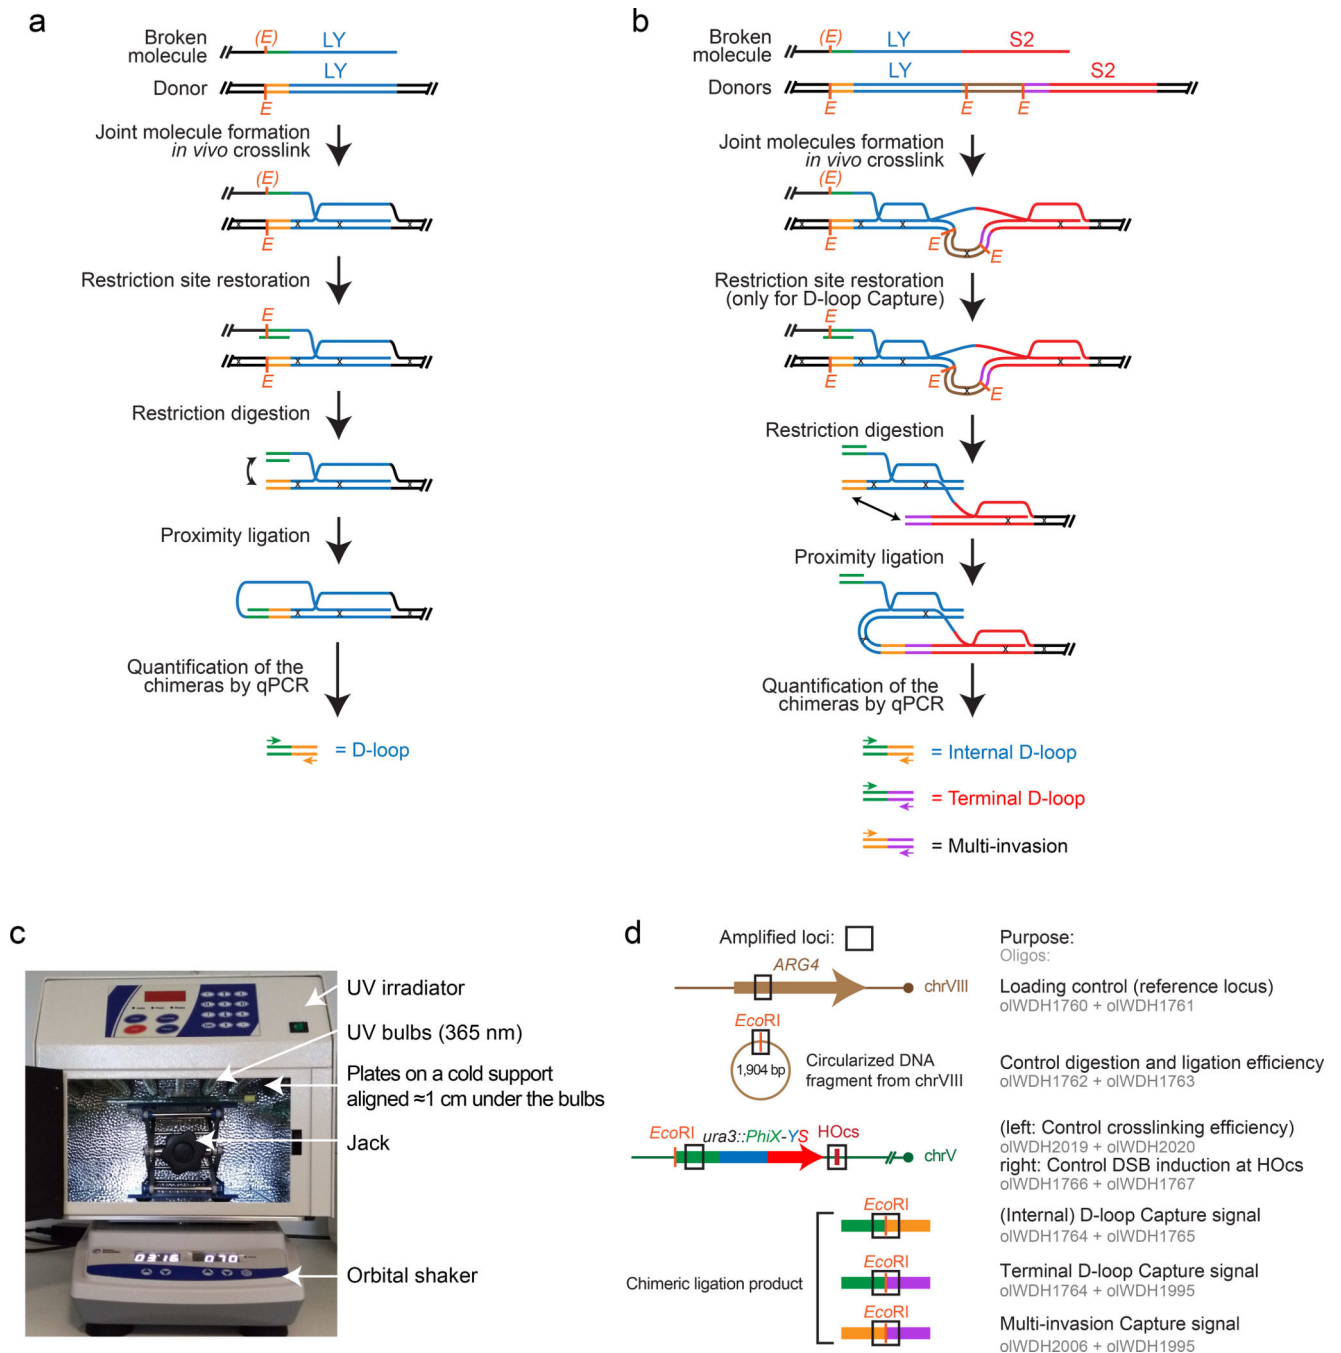 a
(E)
LY
Broken
molecule
LY
Donor
E
Joint molecule formation
in vivo crosslink
(E)
E
Restriction site restoration
E
E
Restriction digestion
Proximity ligation
Quantification of the
chimeras by qPCR
= D-loop
b
(E)
LY
S2
Broken
molecule
LY
S2
Donors
E
E
E
Joint molecules formation
in vivo crosslink
(E)
E
E
E
Restriction site restoration
(only for D-loop Capture)
E
E
E
E
Restriction digestion
Proximity ligation
Quantification of the
chimeras by qPCR
= Internal D-loop
= Terminal D-loop
= Multi-invasion
c
UV irradiator
UV bulbs (365 nm)
Plates on a cold support
aligned ≈1 cm under the bulbs
Jack
Orbital shaker
d
Amplified loci:
Purpose:
Oligos:
ARG4
chrVIII
Loading control (reference locus)
olWDH1760 + olWDH1761
EcoRI
1,904 bp
Circularized DNA
fragment from chrVIII
Control digestion and ligation efficiency
olWDH1762 + olWDH1763
EcoRI
ura3::PhiX-YS
HOcs
chrV
(left: Control crosslinking efficiency)
olWDH2019 + olWDH2020
right: Control DSB induction at HOcs
olWDH1766 + olWDH1767
Chimeric ligation product
EcoRI
(Internal) D-loop Capture signal
olWDH1764 + olWDH1765
EcoRI
Terminal D-loop Capture signal
olWDH1764 + olWDH1995
EcoRI
Multi-invasion Capture signal
olWDH2006 + olWDH1995